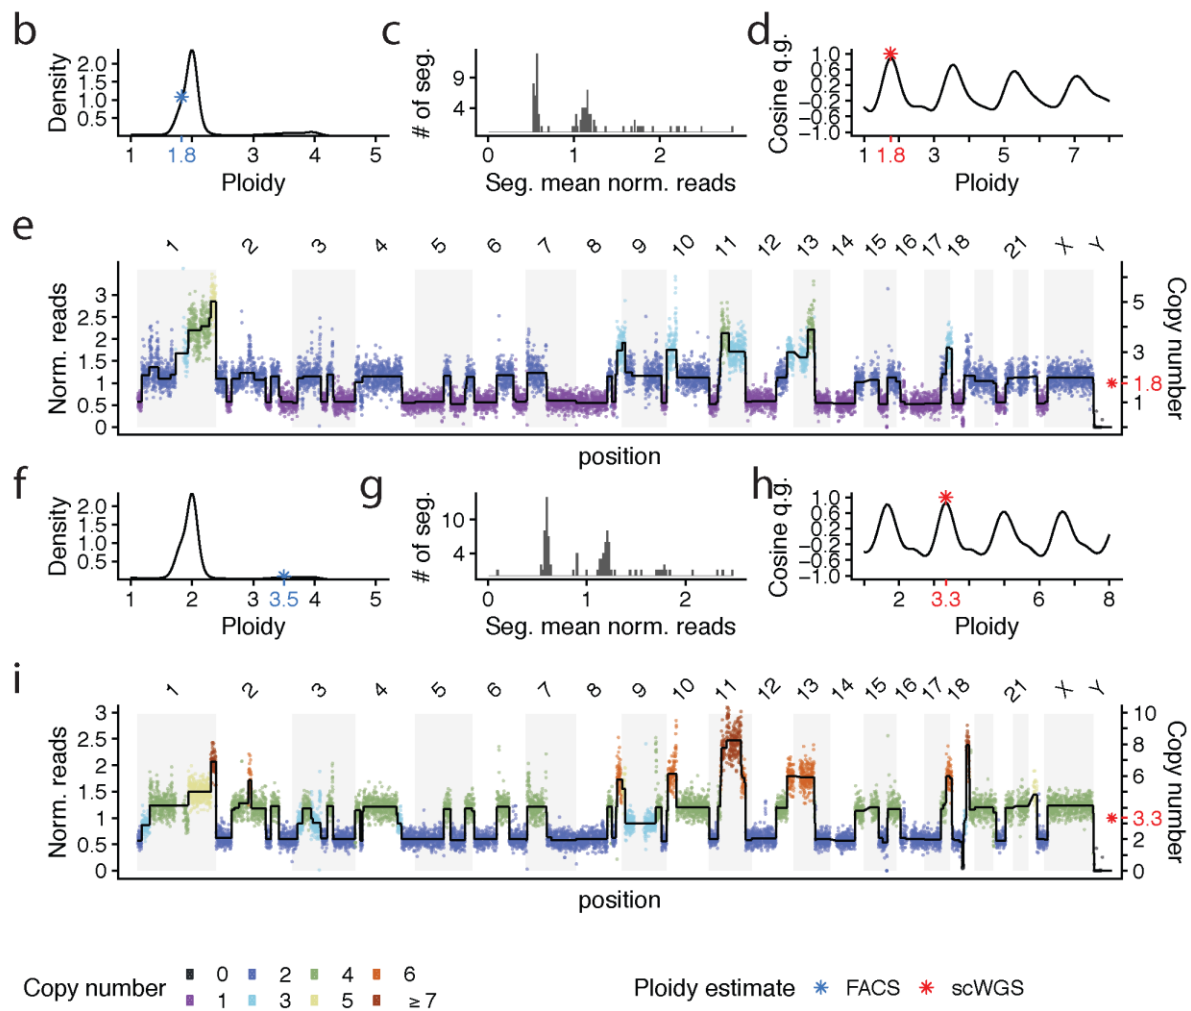 b
Density
2.0
1.5
1.0
0.5
1 1.8 3 4 5
Ploidy
c
# of seg.
9
4
0 1 2
Seg. mean norm. reads
d
Cosine q.g.
1.0
0.6
0.2
−0.2
−0.6
−1.0
1 1.8 3 5 7
Ploidy
e
1 2 3 4 5 6 7 8 9 10 11 12 13 14 15 16 17 18 21 X Y
Norm. reads
3
2.5
2
1.5
1
0.5
0
Copy number
5
3
1.8
1
position
f
Density
2.0
1.5
1.0
0.5
1 2 3 3.5 4 5
Ploidy
g
# of seg.
10
4
0 1 2
Seg. mean norm. reads
h
Cosine q.g.
1.0
0.6
0.2
−0.2
−0.6
−1.0
2 3.3 6 8
Ploidy
i
1 2 3 4 5 6 7 8 9 10 11 12 13 14 15 16 17 18 21 X Y
Norm. reads
3
2.5
2
1.5
1
0.5
0
Copy number
10
8
6
3.3
2
0
position
Copy number
0 2 4 6
1 3 5 ≥7
Ploidy estimate FACS scWGS